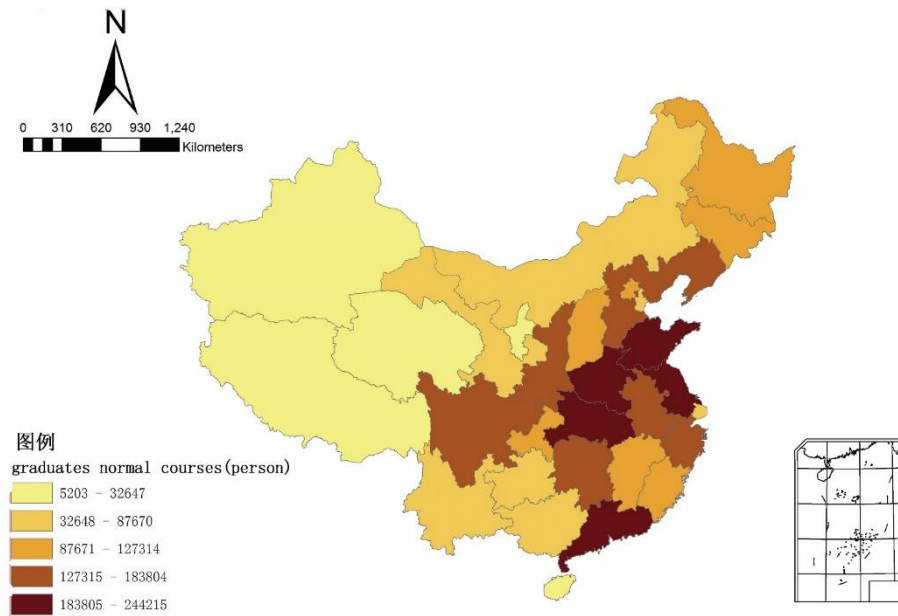 N
0 310 620 930 1,240
Kilometers
图例
graduates normal courses(person)
5203 - 32647
32648 - 87670
87671 - 127314
127315 - 183804
183805 - 244215